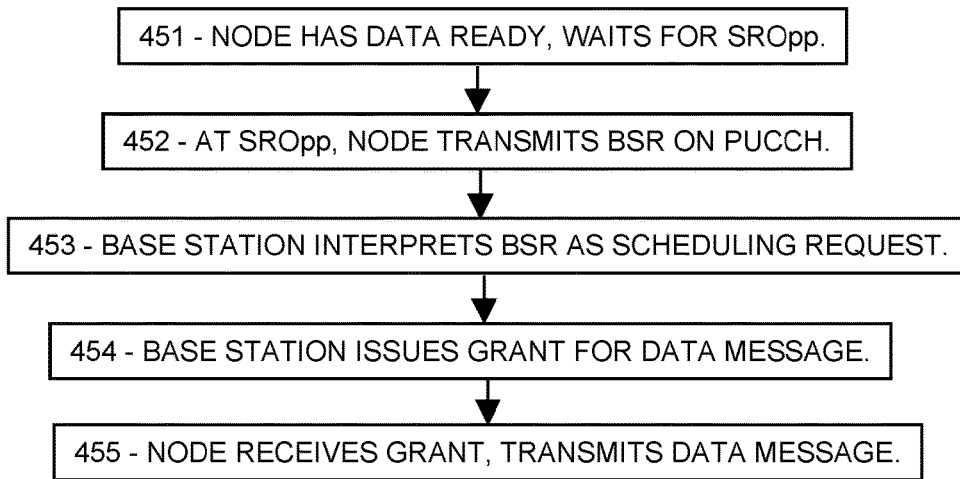 451 - NODE HAS DATA READY, WAITS FOR SROpp.
452 - AT SROpp, NODE TRANSMITS BSR ON PUCCH.
453 - BASE STATION INTERPRETS BSR AS SCHEDULING REQUEST.
454 - BASE STATION ISSUES GRANT FOR DATA MESSAGE.
455 - NODE RECEIVES GRANT, TRANSMITS DATA MESSAGE.